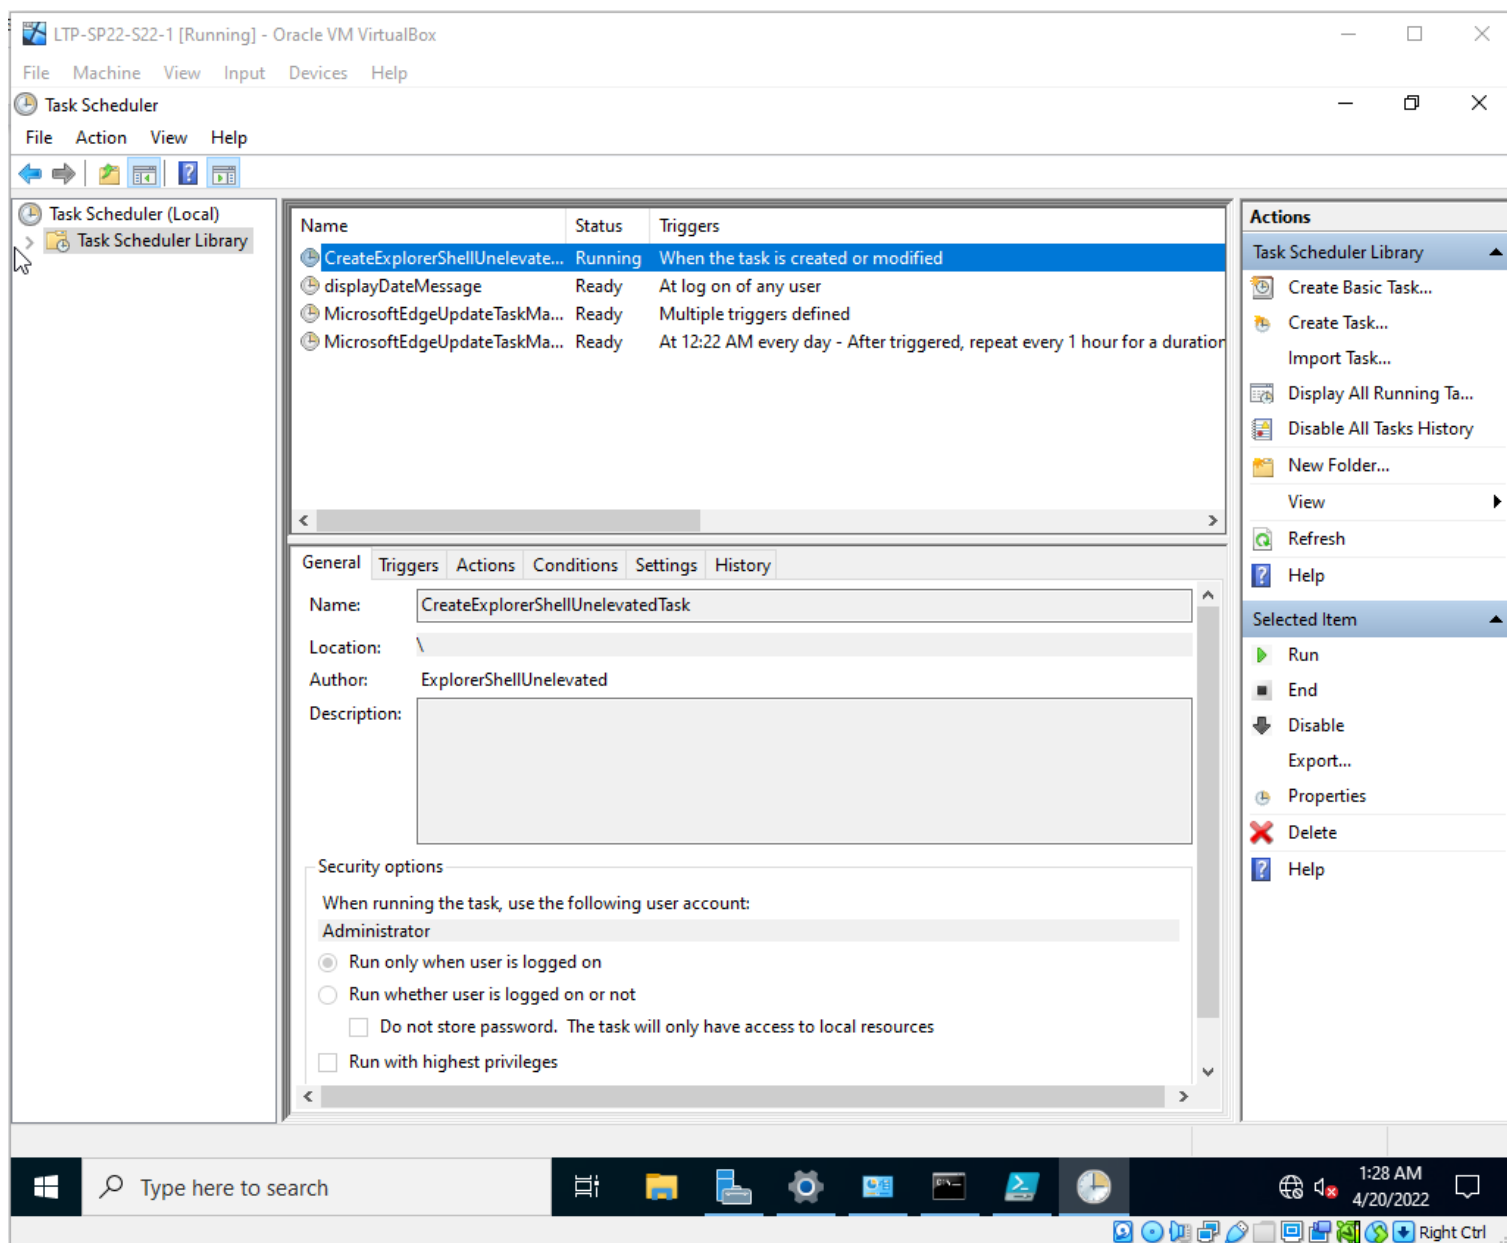 LTP-SP22-S22-1 [Running] - Oracle VM VirtualBox
File Machine View Input Devices Help
Task Scheduler
File Action View Help
Task Scheduler (Local)
Task Scheduler Library
Name Status Triggers
CreateExplorerShellUnelevate... Running When the task is created or modified
displayDateMessage Ready At log on of any user
MicrosoftEdgeUpdateTaskMa... Ready Multiple triggers defined
MicrosoftEdgeUpdateTaskMa... Ready At 12:22 AM every day - After triggered, repeat every 1 hour for a duration
General Triggers Actions Conditions Settings History
Name: CreateExplorerShellUnelevatedTask
Location: \
Author: ExplorerShellUnelevated
Description:
Security options
When running the task, use the following user account:
Administrator
Run only when user is logged on
Run whether user is logged on or not
Do not store password. The task will only have access to local resources
Run with highest privileges
Actions
Task Scheduler Library
Create Basic Task...
Create Task...
Import Task...
Display All Running Ta...
Disable All Tasks History
New Folder...
View
Refresh
Help
Selected Item
Run
End
Disable
Export...
Properties
Delete
Help
Type here to search
1:28 AM
4/20/2022
Right Ctrl